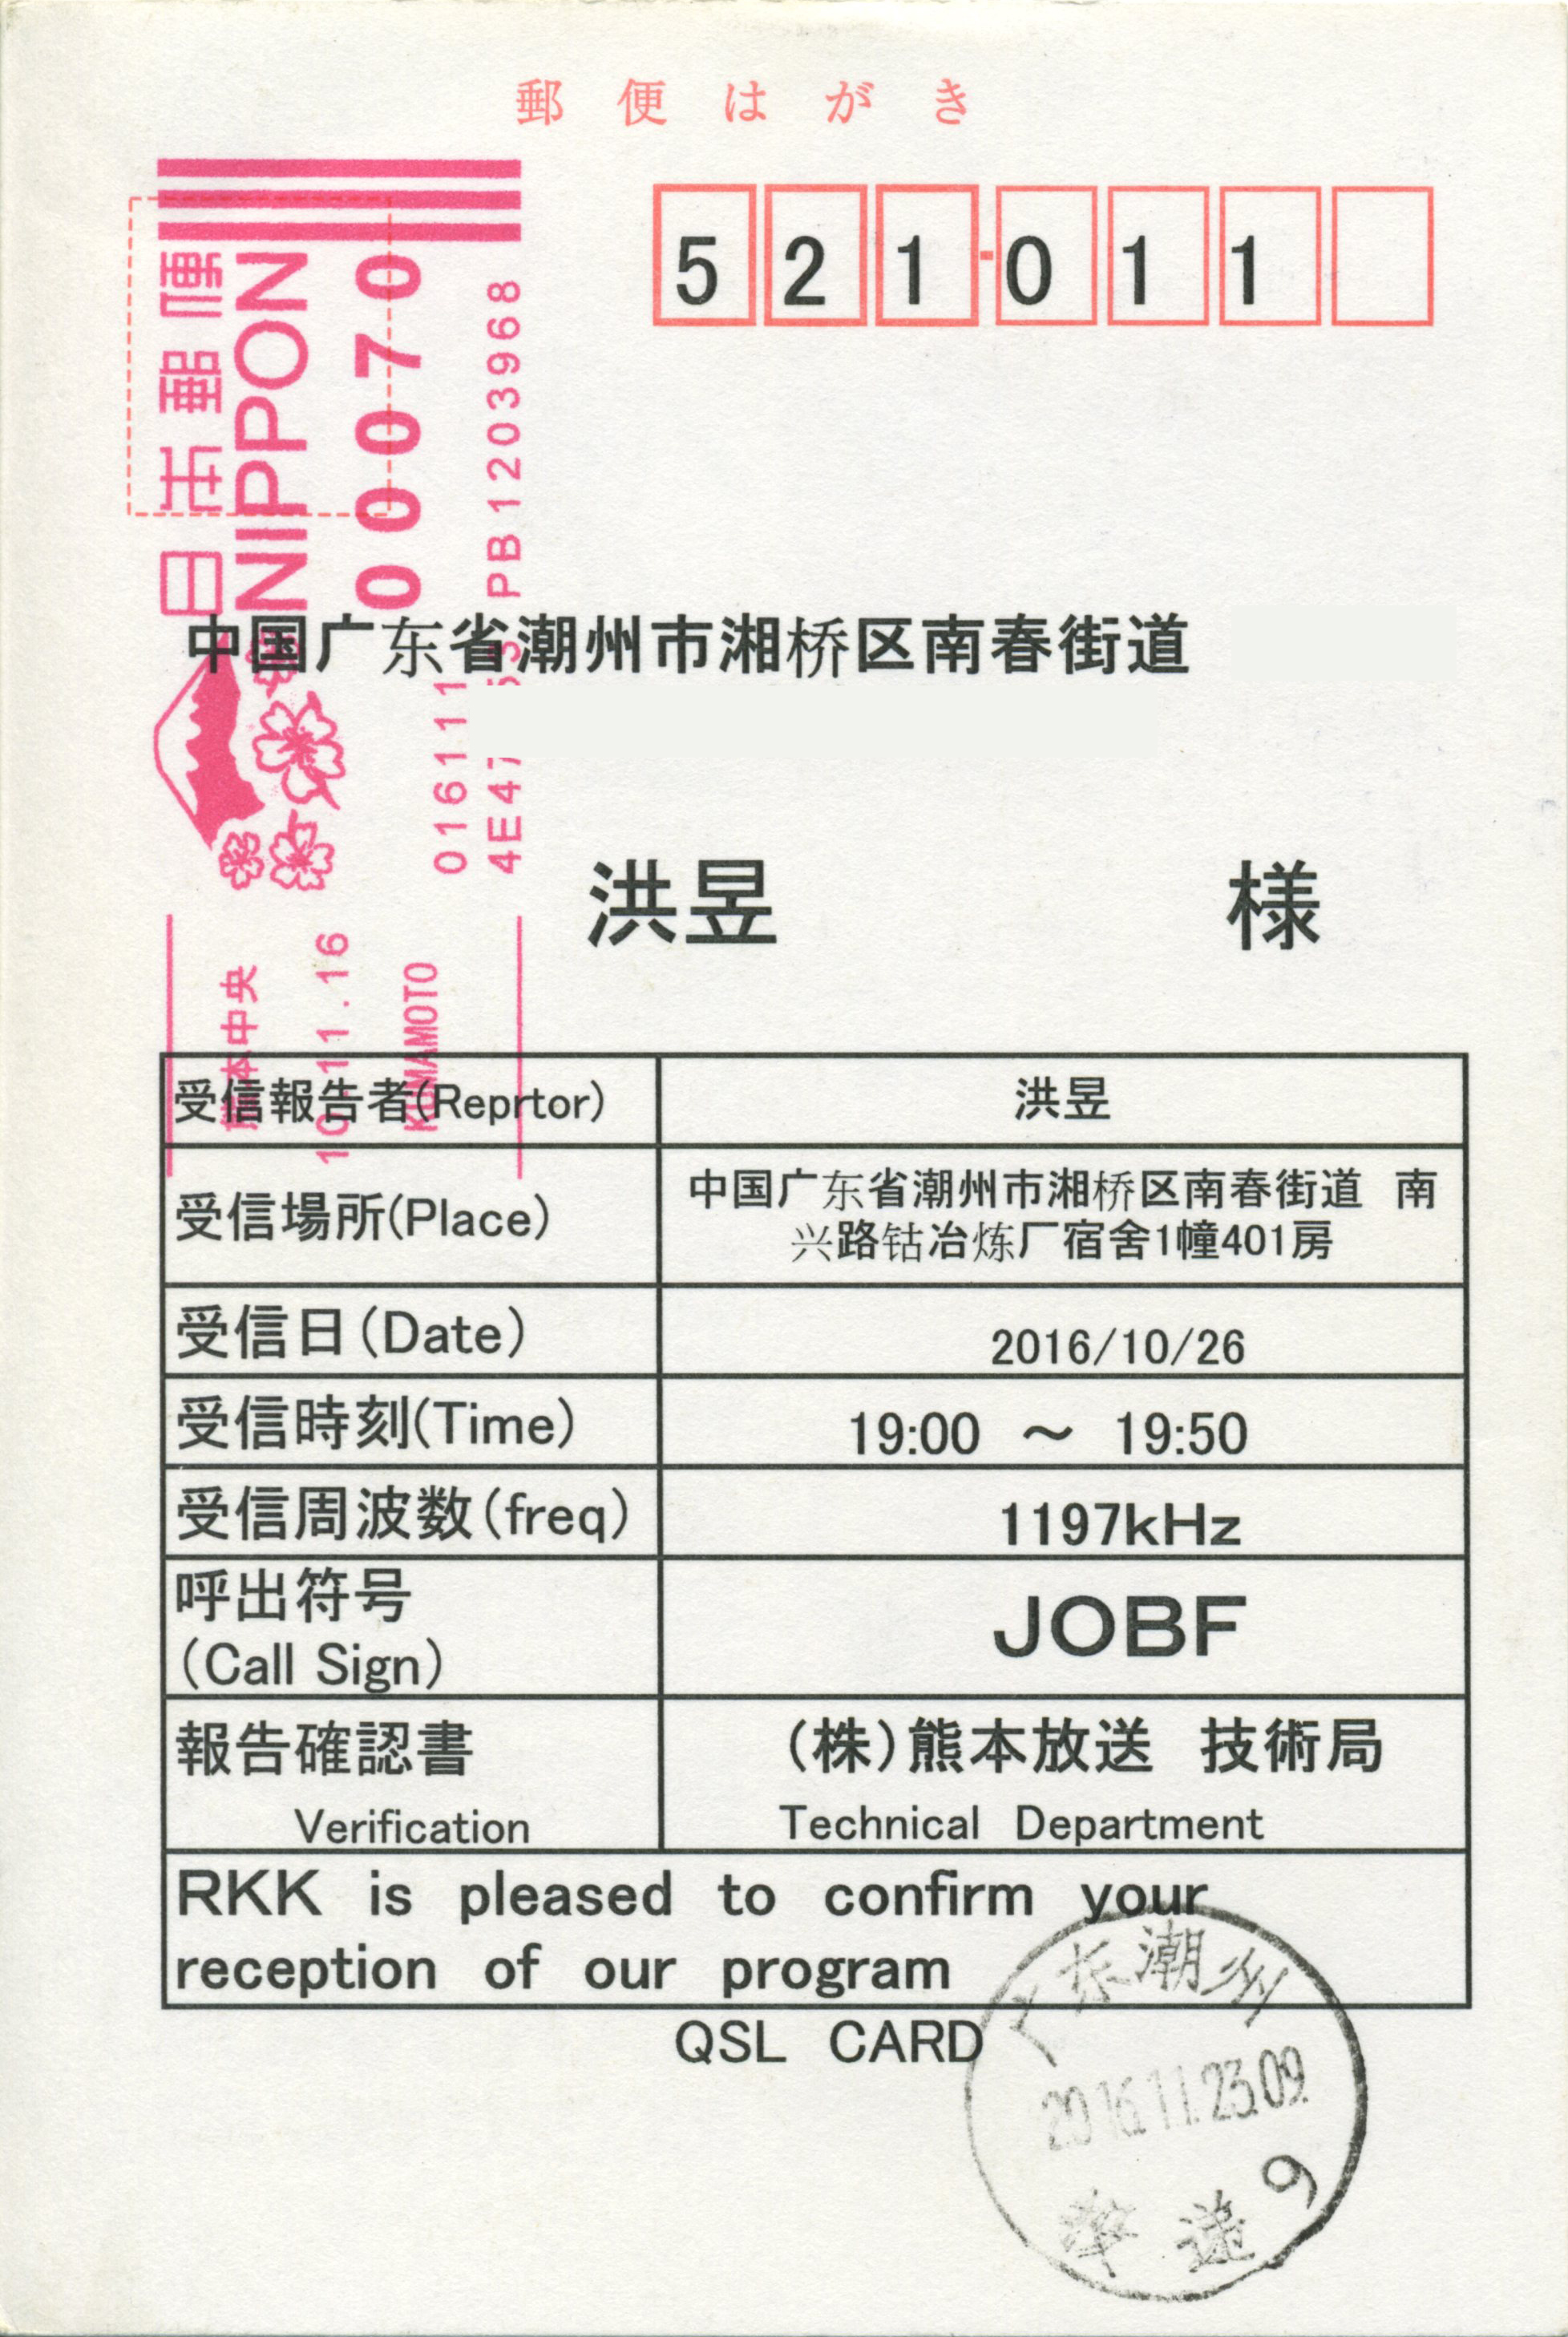 郵便はがき
521-011
日本郵便
NIPPON
00070
PB1203968
016111
4E47
熊本中央
10.11.16
KUMAMOTO
中国广东省潮州市湘桥区南春街道
洪昱 様
受信報告者(Reprtor) 洪昱
受信場所(Place) 中国广东省潮州市湘桥区南春街道 南
兴路钴冶炼厂宿舍1幢401房
受信日(Date) 2016/10/26
受信時刻(Time) 19:00 ～ 19:50
受信周波数(freq) 1197kHz
呼出符号
(Call Sign) JOBF
報告確認書 (株)熊本放送 技術局
Verification Technical Department
RKK is pleased to confirm your
reception of our program
QSL CARD
广东潮州
2016.11.23.09
9